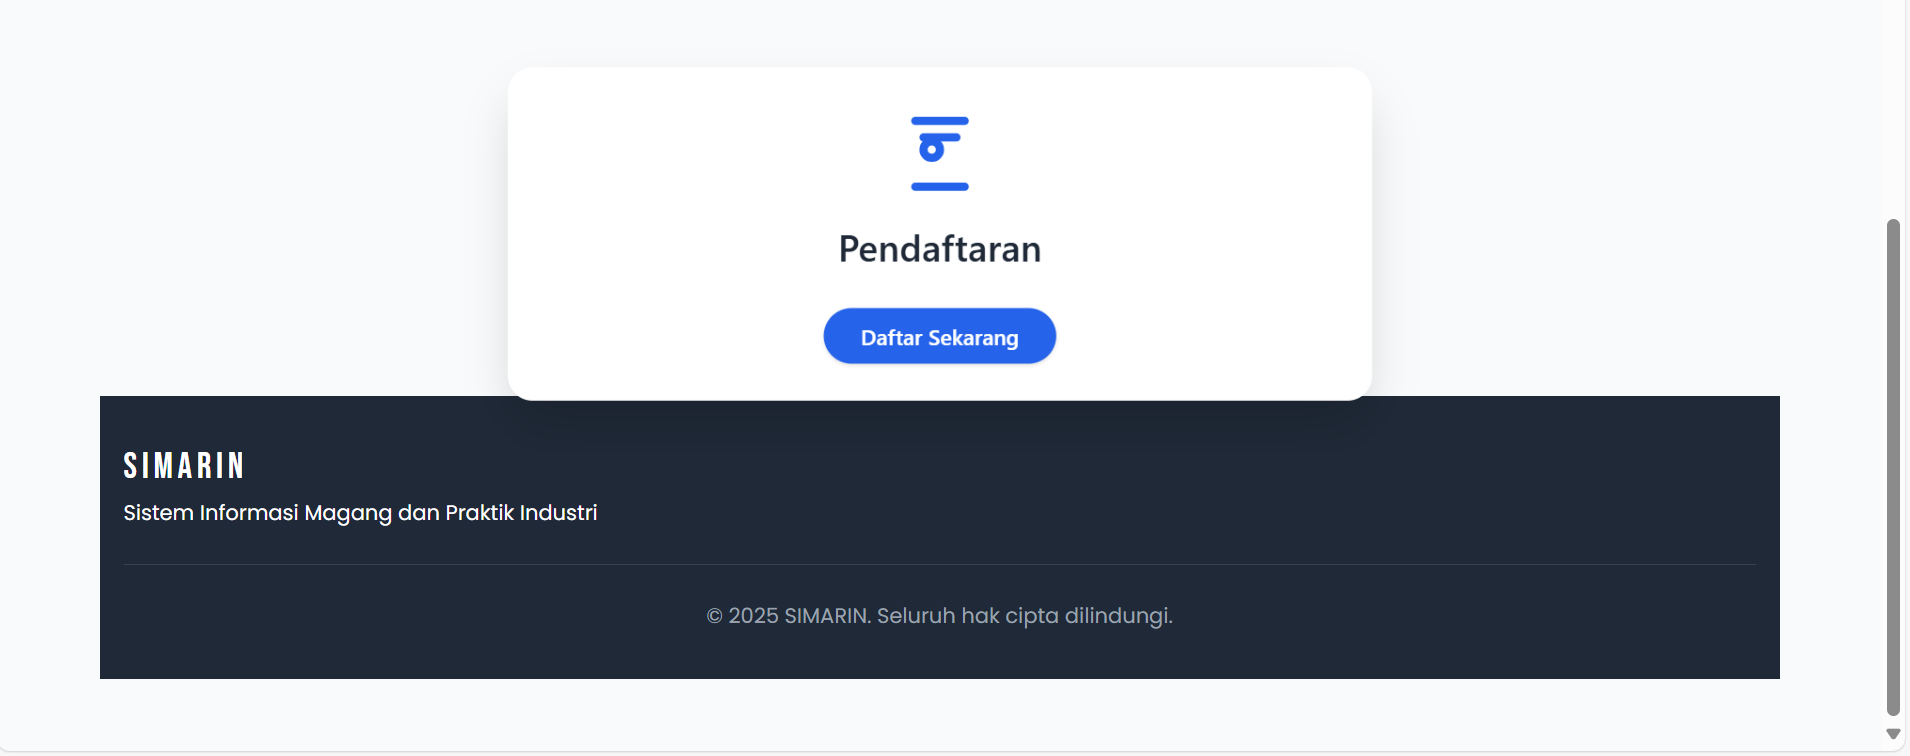 Pendaftaran
Daftar Sekarang
SIMARIN
Sistem Informasi Magang dan Praktik Industri
© 2025 SIMARIN. Seluruh hak cipta dilindungi.